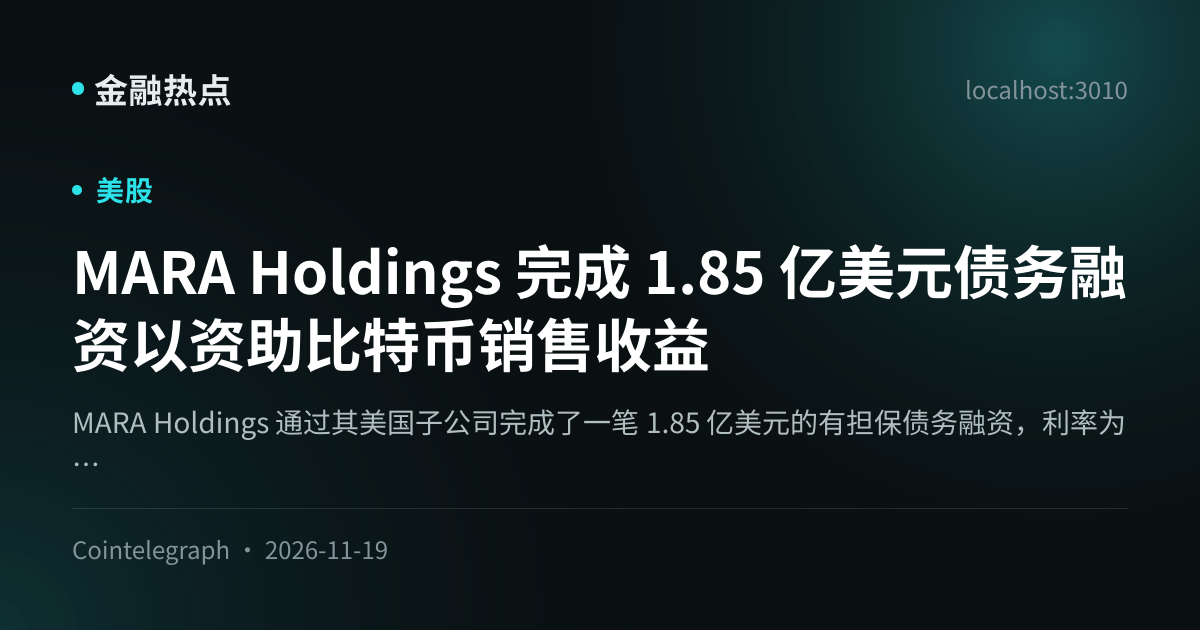 金融热点
localhost:3010
美股
MARA Holdings 完成 1.85 亿美元债务融
资以资助比特币销售收益
MARA Holdings 通过其美国子公司完成了一笔 1.85 亿美元的有担保债务融资，利率为
…
Cointelegraph · 2026-11-19